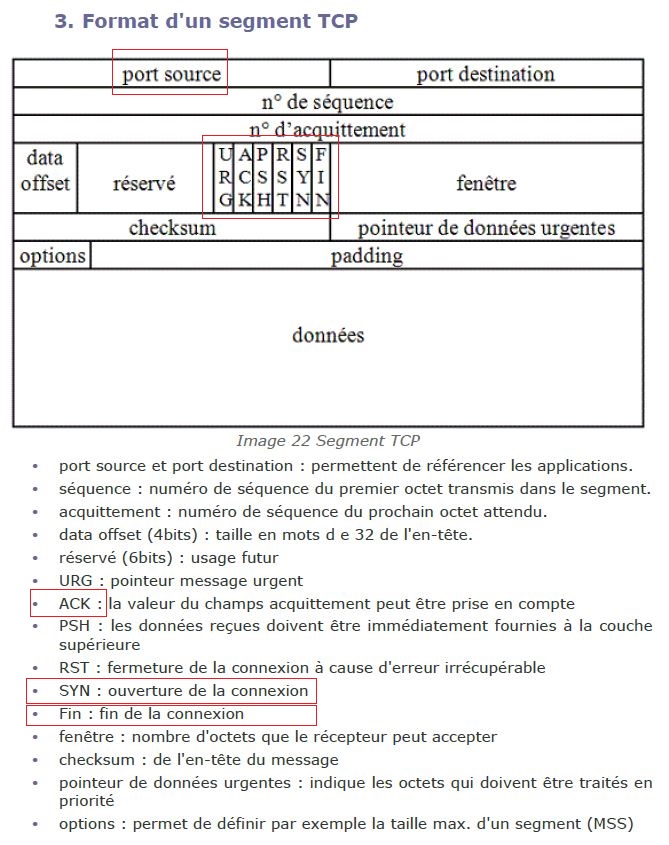 3. Format d'un segment TCP
port source port destination
n° de séquence
n° d'acquittement
data offset réservé URG ACK PSH RST SYN FIN fenêtre
checksum pointeur de données urgentes
options padding
données
Image 22 Segment TCP
• port source et port destination : permettent de référencer les applications.
• séquence : numéro de séquence du premier octet transmis dans le segment.
• acquittement : numéro de séquence du prochain octet attendu.
• data offset (4bits) : taille en mots d e 32 de l'en-tête.
• réservé (6bits) : usage futur
• URG : pointeur message urgent
• ACK : la valeur du champs acquittement peut être prise en compte
• PSH : les données reçues doivent être immédiatement fournies à la couche
supérieure
• RST : fermeture de la connexion à cause d'erreur irrécupérable
• SYN : ouverture de la connexion
• Fin : fin de la connexion
• fenêtre : nombre d'octets que le récepteur peut accepter
• checksum : de l'en-tête du message
• pointeur de données urgentes : indique les octets qui doivent être traités en
priorité
• options : permet de définir par exemple la taille max. d'un segment (MSS)